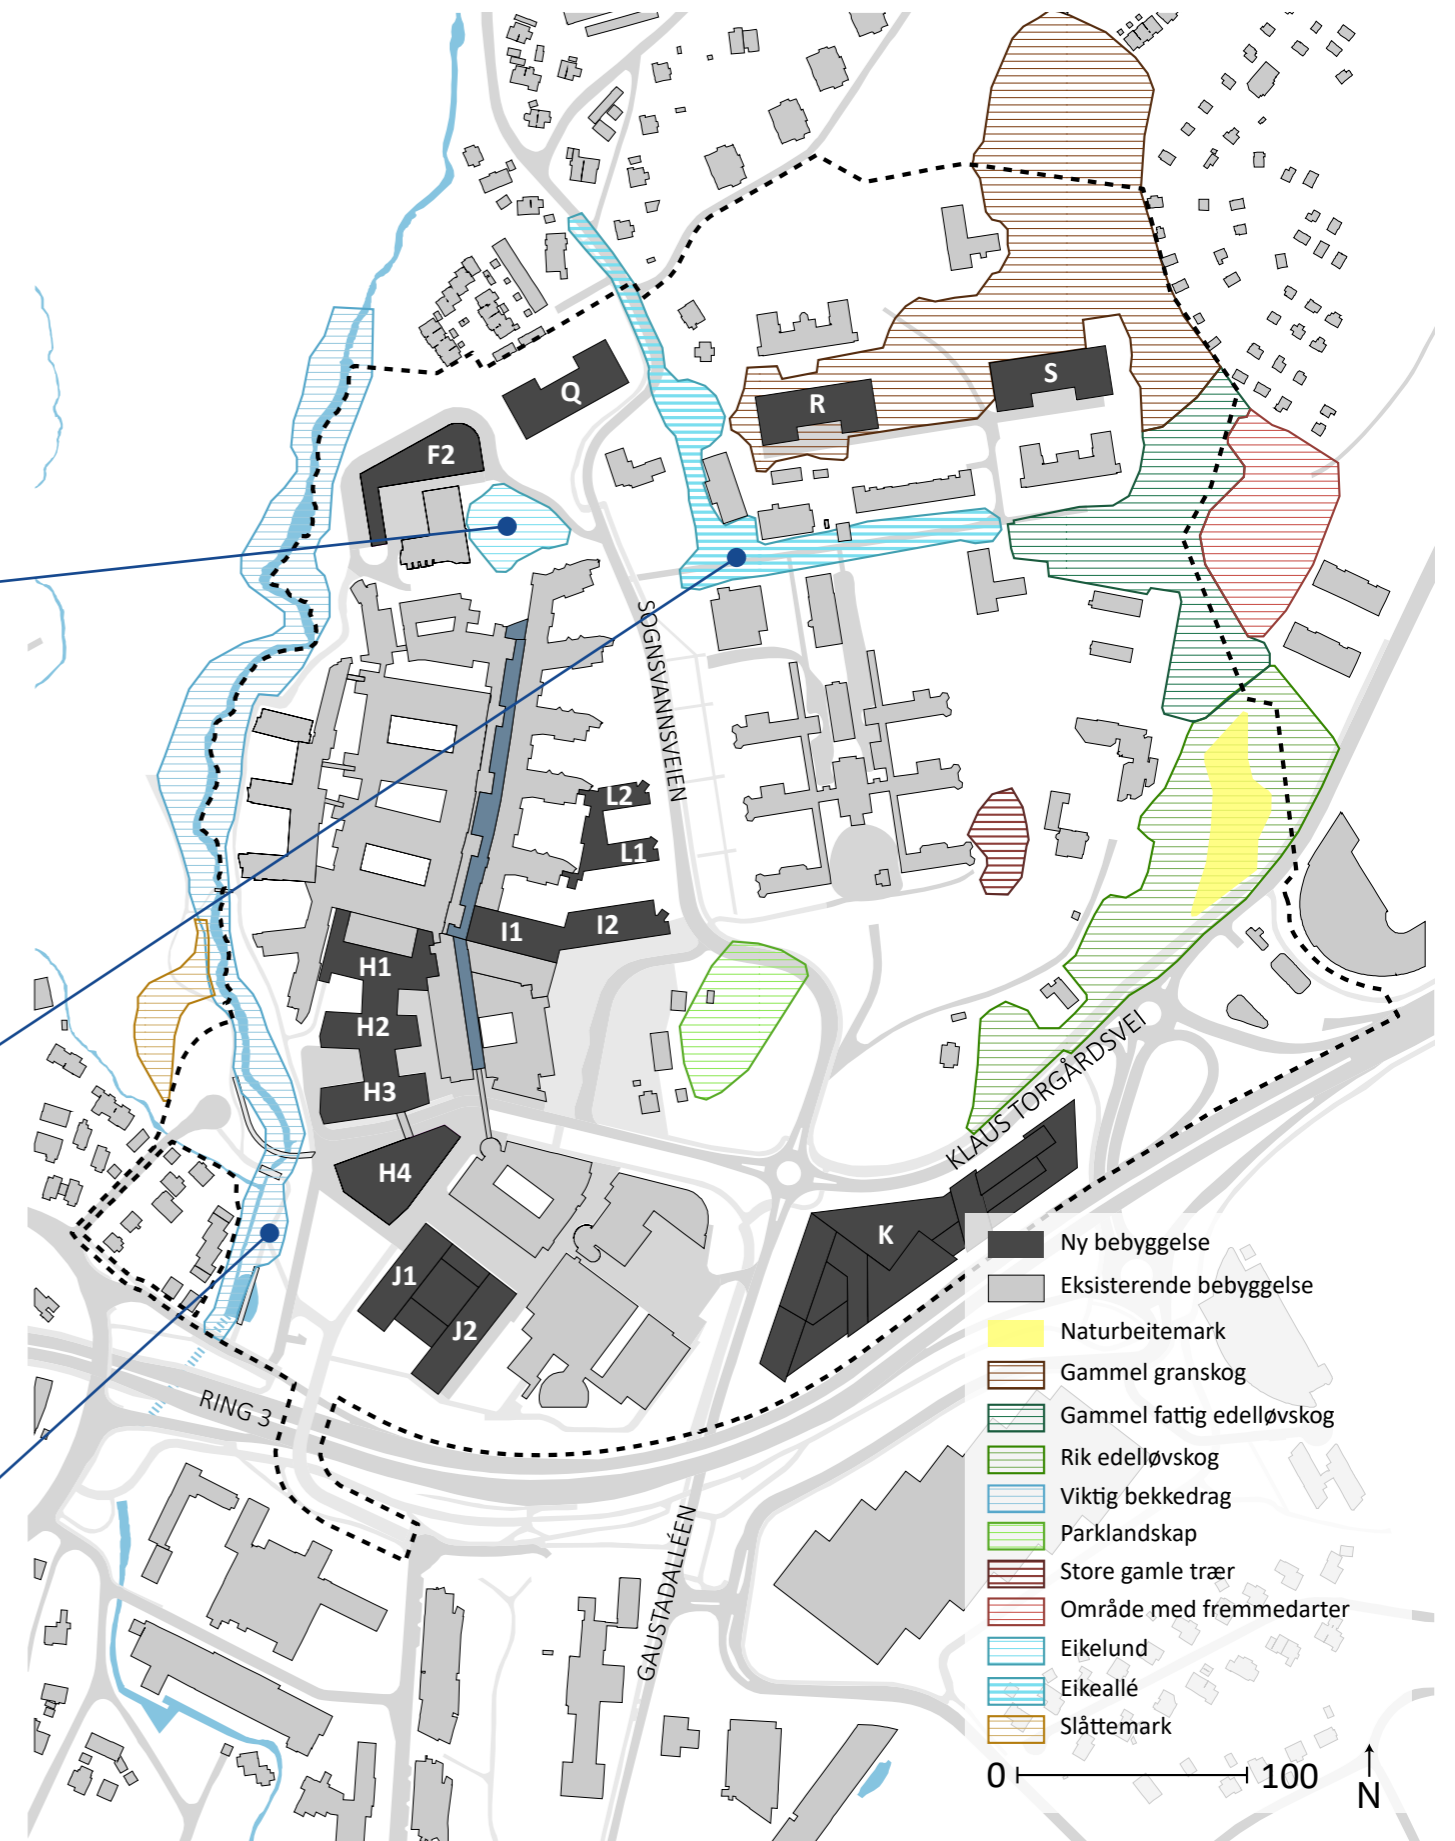 Q
S
R
F2
SOGNSVANNSVEIEN
L2
L1
I1
I2
H1
H2
H3
H4
KLAUS TORGÅRDSVEI
K
J1
J2
RING 3
GAUSTADALLÉEN
Ny bebyggelse
Eksisterende bebyggelse
Naturbeitemark
Gammel granskog
Gammel fattig edelløvskog
Rik edelløvskog
Viktig bekkedrag
Parklandskap
Store gamle trær
Område med fremmedarter
Eikelund
Eikeallé
Slåttemark
0 100
N